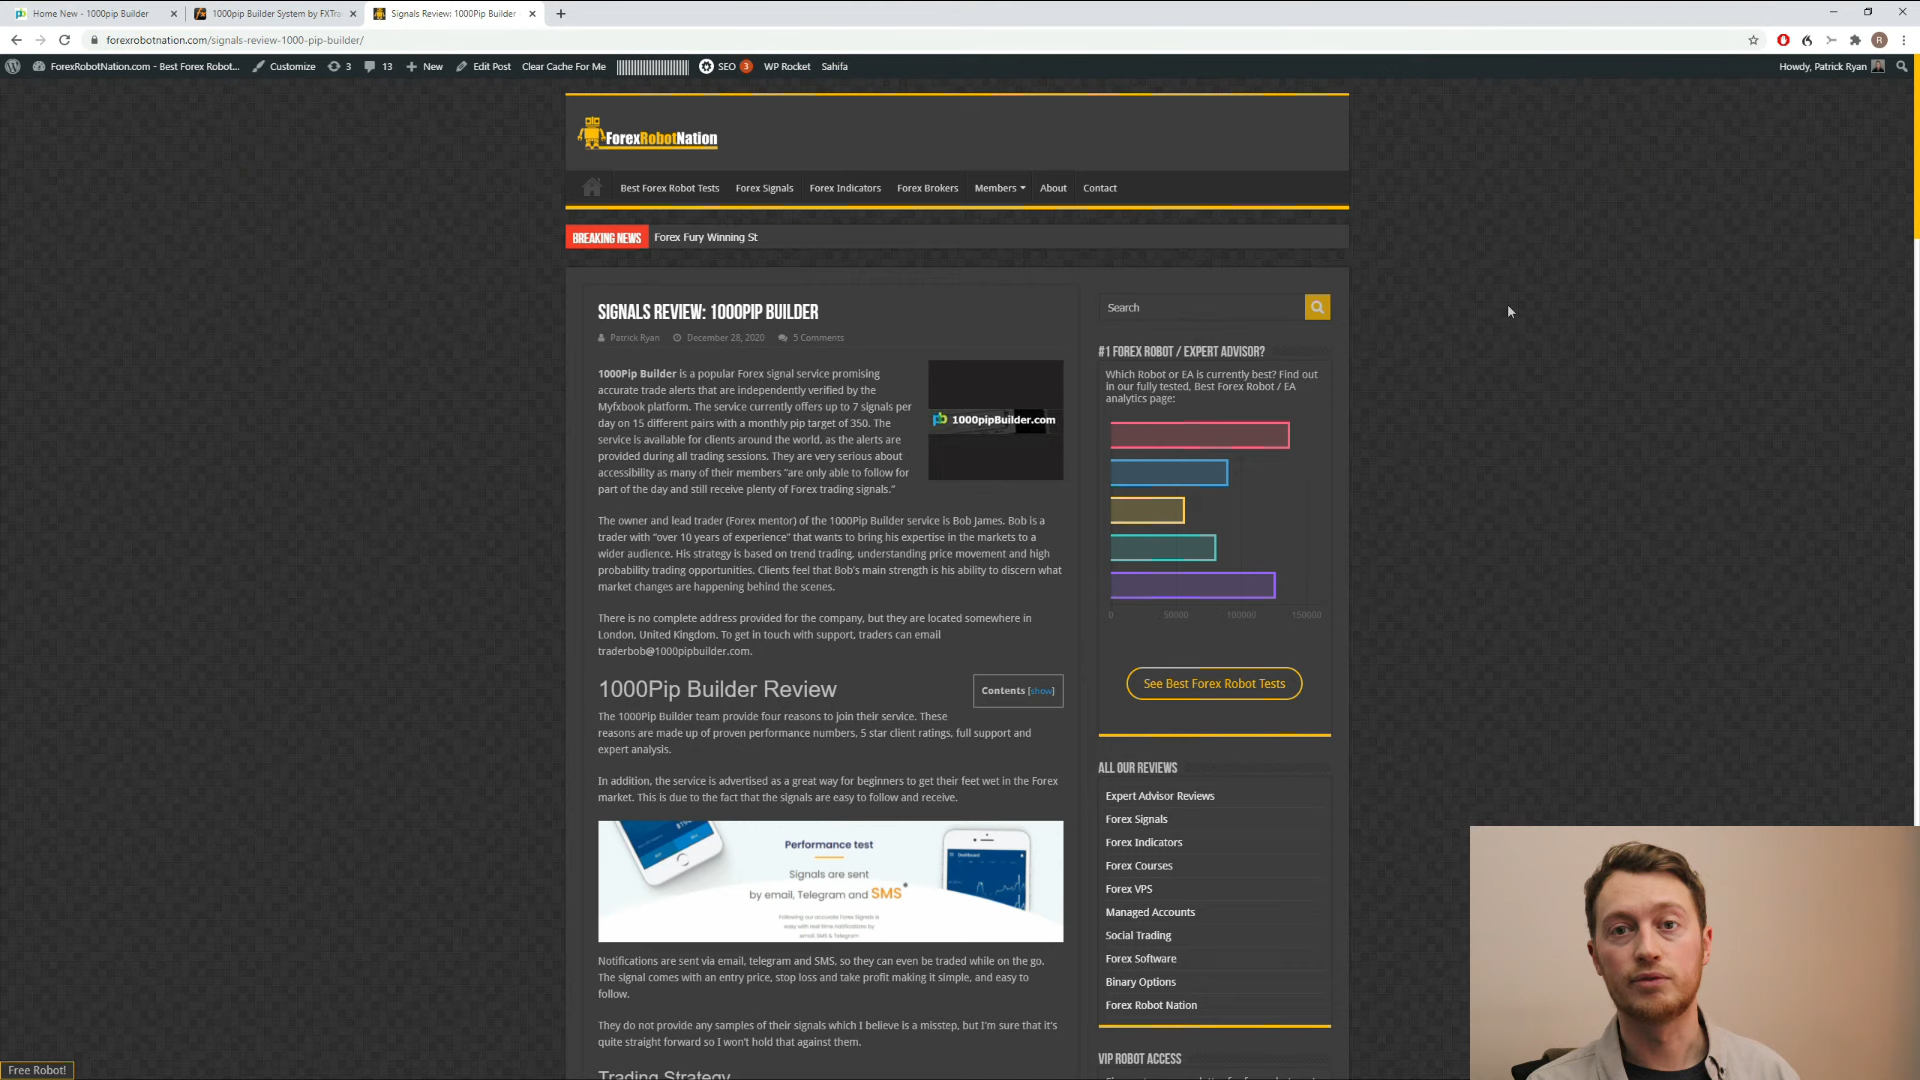 Home New - 1000pip Builder
1000pip Builder System by FXTra
Signals Review: 1000Pip Builder
forexrobotnation.com/signals-review-1000-pip-builder/
R
ForexRobotNation.com - Best Forex Robot...
Customize
3
13
New
Edit Post
Clear Cache For Me
SEO
3
WP Rocket
Sahifa
Howdy, Patrick Ryan
ForexRobotNation
Best Forex Robot Tests
Forex Signals
Forex Indicators
Forex Brokers
Members
About
Contact
BREAKING NEWS
Forex Fury Winning St
SIGNALS REVIEW: 1000PIP BUILDER
Patrick Ryan
December 28, 2020
5 Comments
1000Pip Builder is a popular Forex signal service promising
accurate trade alerts that are independently verified by the
Myfxbook platform. The service currently offers up to 7 signals per
day on 15 different pairs with a monthly pip target of 350. The
service is available for clients around the world, as the alerts are
provided during all trading sessions. They are very serious about
accessibility as many of their members “are only able to follow for
part of the day and still receive plenty of Forex trading signals.”
pb 1000pipBuilder.com
The owner and lead trader (Forex mentor) of the 1000Pip Builder service is Bob James. Bob is a
trader with “over 10 years of experience” that wants to bring his expertise in the markets to a
wider audience. His strategy is based on trend trading, understanding price movement and high
probability trading opportunities. Clients feel that Bob’s main strength is his ability to discern what
market changes are happening behind the scenes.
There is no complete address provided for the company, but they are located somewhere in
London, United Kingdom. To get in touch with support, traders can email
traderbob@1000pipbuilder.com.
1000Pip Builder Review
Contents [show]
The 1000Pip Builder team provide four reasons to join their service. These
reasons are made up of proven performance numbers, 5 star client ratings, full support and
expert analysis.
In addition, the service is advertised as a great way for beginners to get their feet wet in the Forex
market. This is due to the fact that the signals are easy to follow and receive.
Performance test
Signals are sent
by email, Telegram and SMS*
Following our accurate Forex Signals is
easy with real-time notifications by
email, SMS & Telegram
Dashboard
Notifications are sent via email, telegram and SMS, so they can even be traded while on the go.
The signal comes with an entry price, stop loss and take profit making it simple, and easy to
follow.
They do not provide any samples of their signals which I believe is a misstep, but I’m sure that it’s
quite straight forward so I won’t hold that against them.
Trading Strategy
Search
#1 FOREX ROBOT / EXPERT ADVISOR?
Which Robot or EA is currently best? Find out
in our fully tested, Best Forex Robot / EA
analytics page:
0
50000
100000
150000
See Best Forex Robot Tests
ALL OUR REVIEWS
Expert Advisor Reviews
Forex Signals
Forex Indicators
Forex Courses
Forex VPS
Managed Accounts
Social Trading
Forex Software
Binary Options
Forex Robot Nation
VIP ROBOT ACCESS
Free Robot!